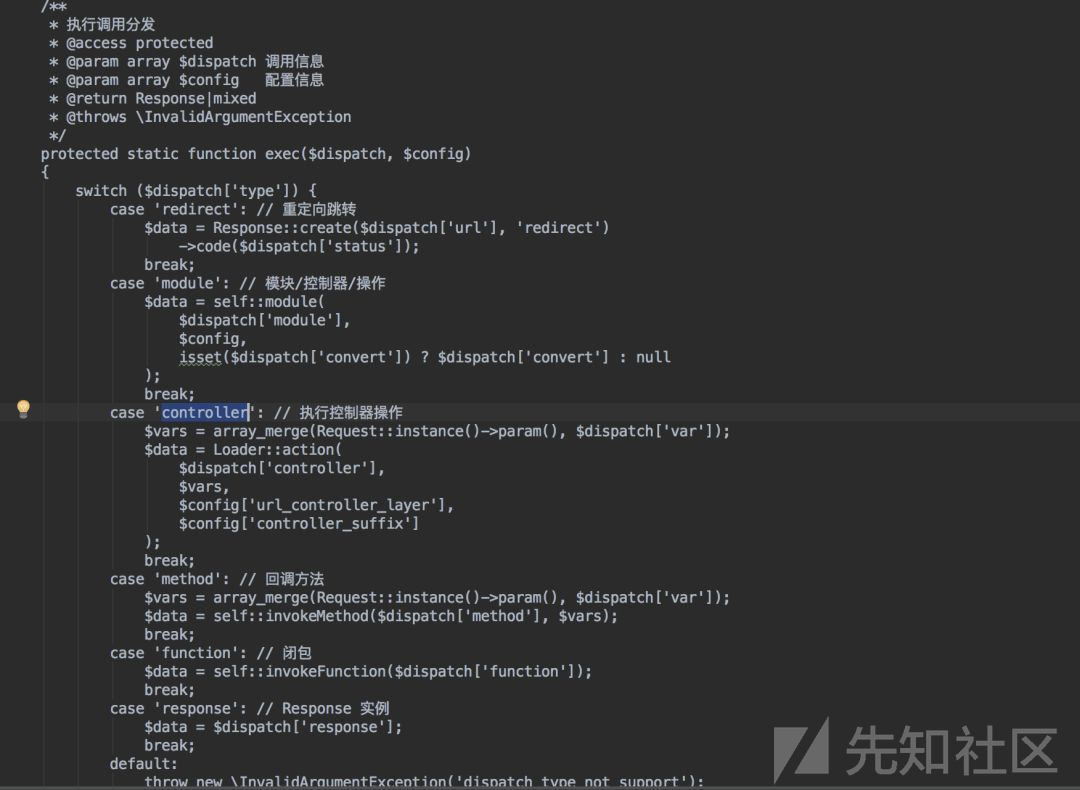 /**
 * 执行调用分发
 * @access protected
 * @param array $dispatch 调用信息
 * @param array $config   配置信息
 * @return Response|mixed
 * @throws \InvalidArgumentException
 */
protected static function exec($dispatch, $config)
{
    switch ($dispatch['type']) {
        case 'redirect': // 重定向跳转
            $data = Response::create($dispatch['url'], 'redirect')
                ->code($dispatch['status']);
            break;
        case 'module': // 模块/控制器/操作
            $data = self::module(
                $dispatch['module'],
                $config,
                isset($dispatch['convert']) ? $dispatch['convert'] : null
            );
            break;
        case 'controller': // 执行控制器操作
            $vars = array_merge(Request::instance()->param(), $dispatch['var']);
            $data = Loader::action(
                $dispatch['controller'],
                $vars,
                $config['url_controller_layer'],
                $config['controller_suffix']
            );
            break;
        case 'method': // 回调方法
            $vars = array_merge(Request::instance()->param(), $dispatch['var']);
            $data = self::invokeMethod($dispatch['method'], $vars);
            break;
        case 'function': // 闭包
            $data = self::invokeFunction($dispatch['function']);
            break;
        case 'response': // Response 实例
            $data = $dispatch['response'];
            break;
        default:
            throw new \InvalidArgumentException('dispatch type not support');
先知社区